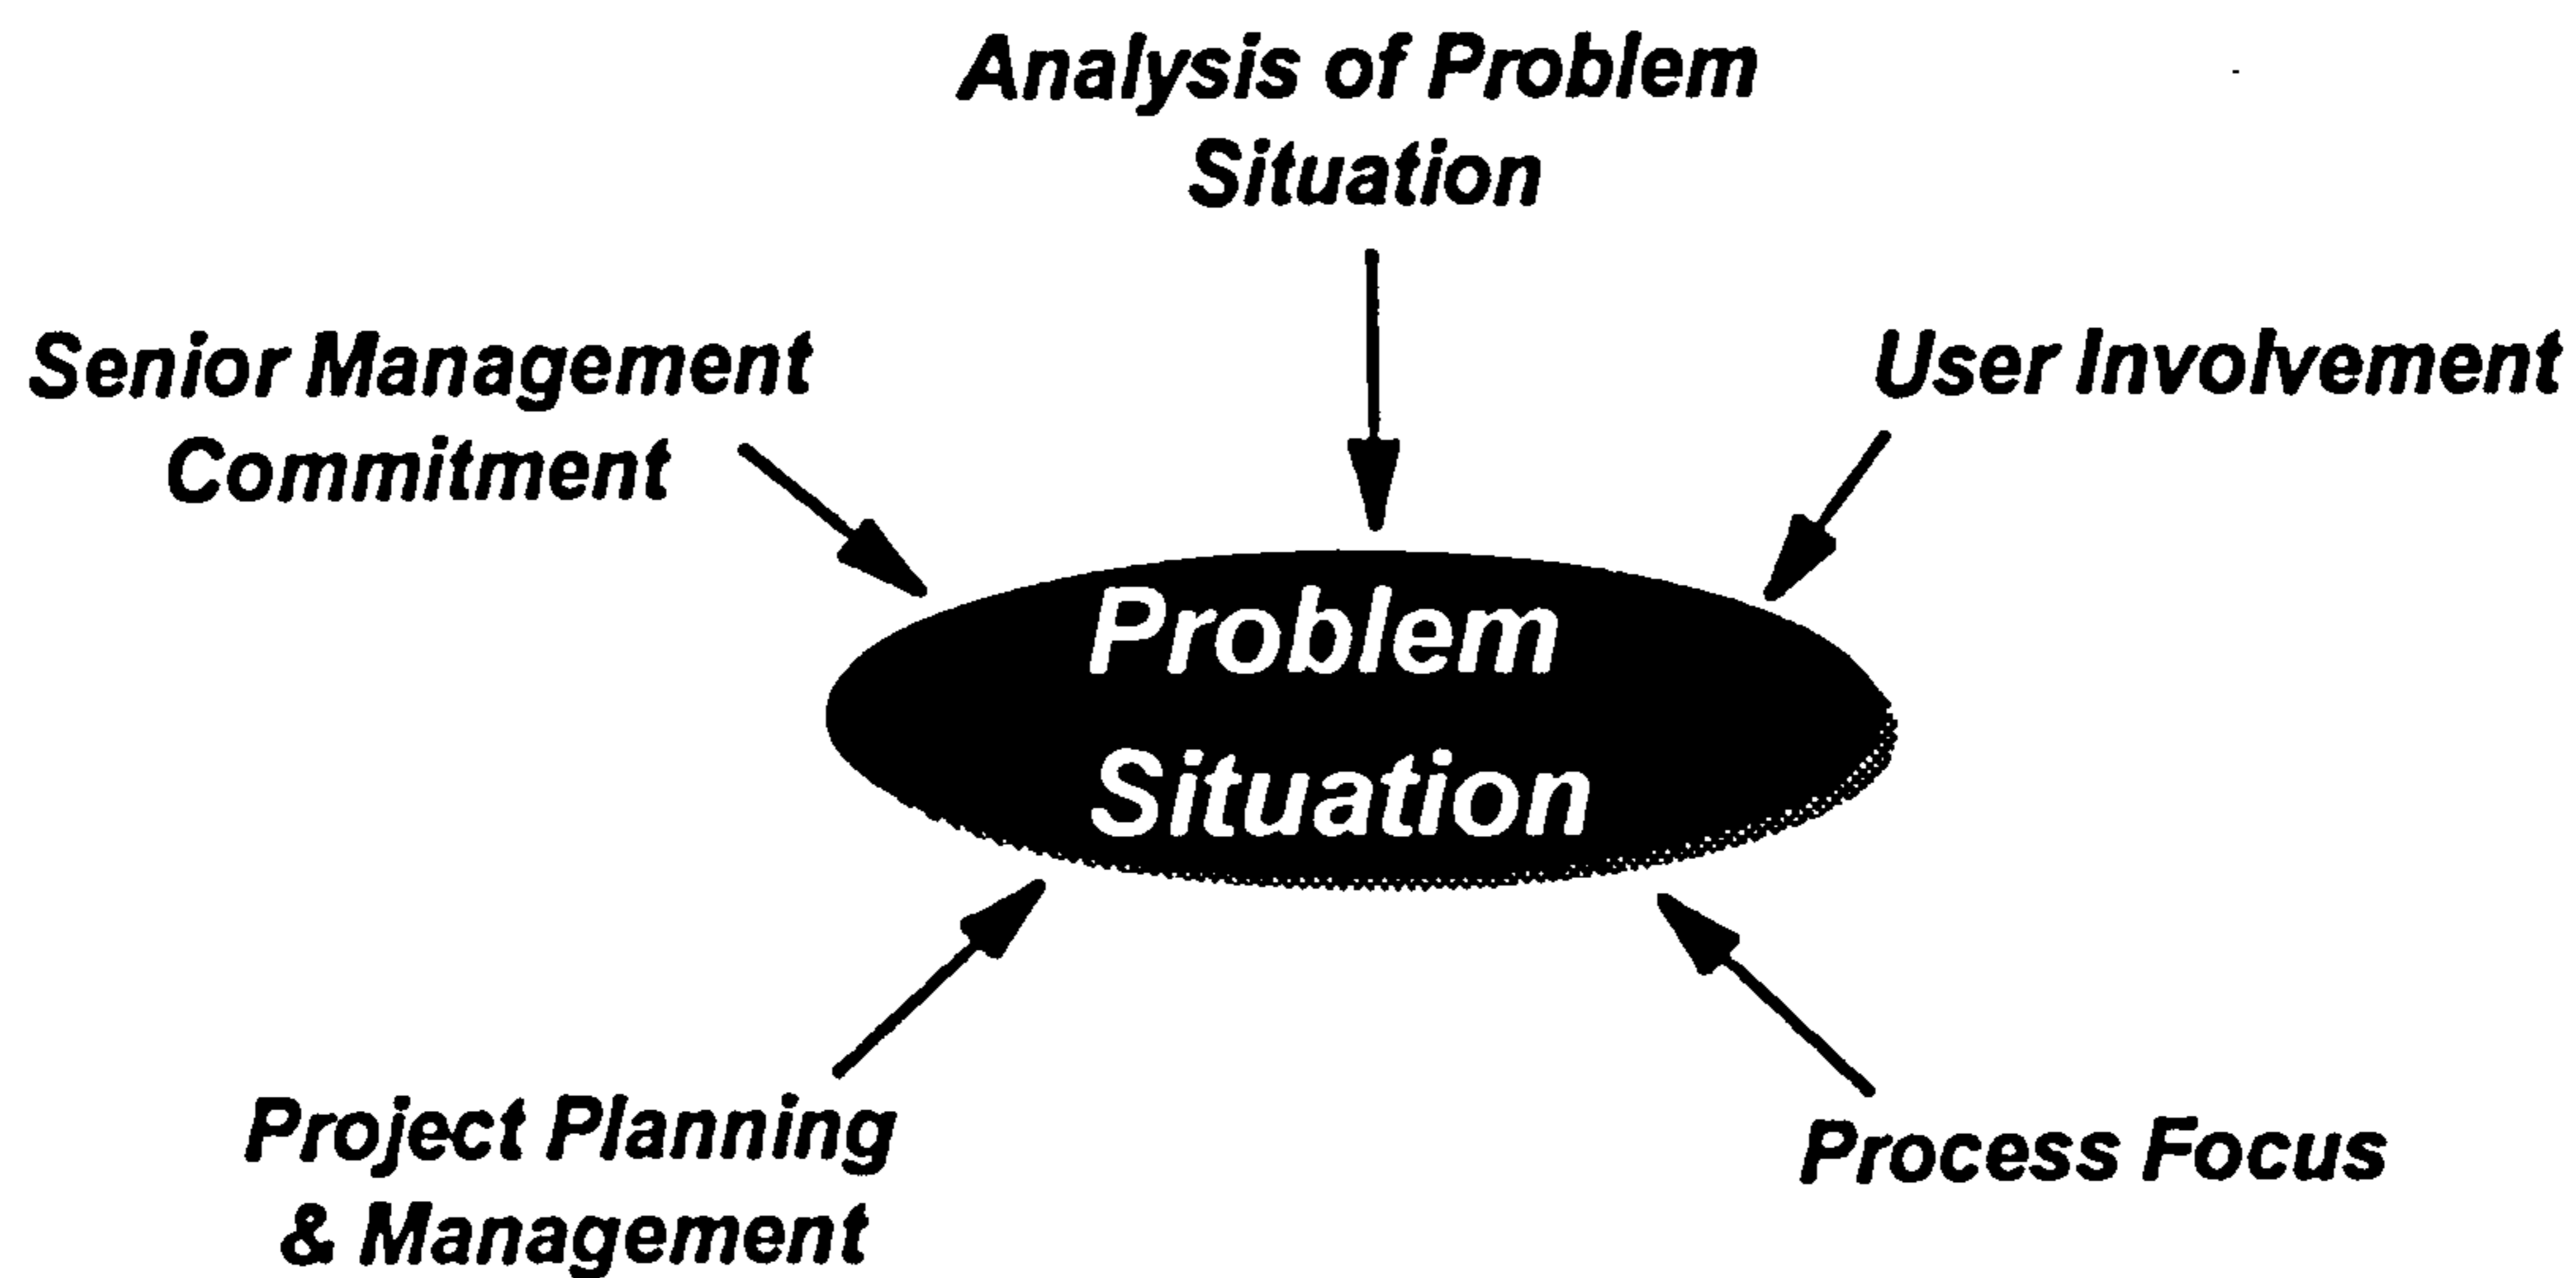 Analysis of Problem
Situation
Senior Management
Commitment
User Involvement
Problem
Situation
Project Planning
& Management
Process Focus